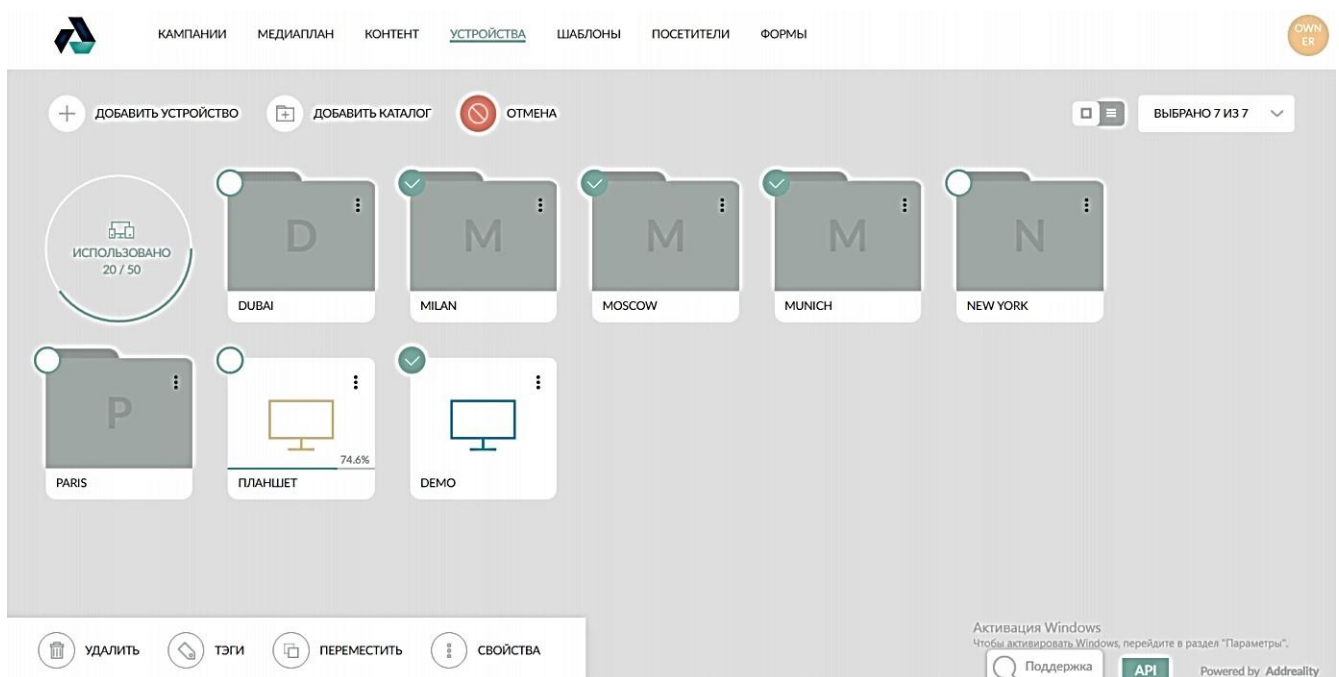 КАМПАНИИ МЕДИАПЛАН КОНТЕНТ УСТРОЙСТВА ШАБЛОНЫ ПОСЕТИТЕЛИ ФОРМЫ
OWN
ER
ДОБАВИТЬ УСТРОЙСТВО ДОБАВИТЬ КАТАЛОГ ОТМЕНА ВЫБРАНО 7 ИЗ 7
ИСПОЛЬЗОВАНО
20 / 50
D M M M N
DUBAI MILAN MOSCOW MUNICH NEW YORK
P
74.6%
PARIS ПЛАНШЕТ DEMO
Активация Windows
Чтобы активировать Windows, перейдите в раздел "Параметры".
УДАЛИТЬ ТЭГИ ПЕРЕМЕСТИТЬ СВОЙСТВА
Поддержка API Powered by Addreality